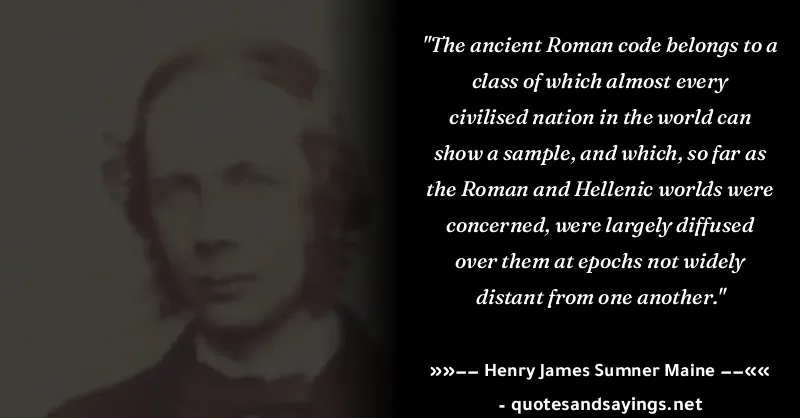 "The ancient Roman code belongs to a
class of which almost every
civilised nation in the world can
show a sample, and which, so far as
the Roman and Hellenic worlds were
concerned, were largely diffused
over them at epochs not widely
distant from one another."
»»–– Henry James Sumner Maine ––««
- quotesandsayings.net